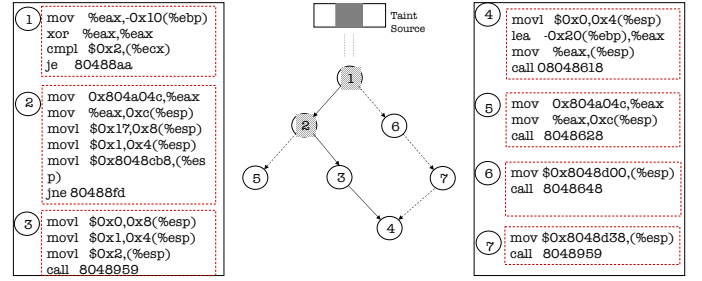 1
mov %eax,-0x10(%ebp)
xor %eax,%eax
cmpl $0x2,(%ecx)
je 80488aa
2
mov 0x804a04c,%eax
mov %eax,0xc(%esp)
movl $0x17,0x8(%esp)
movl $0x1,0x4(%esp)
movl $0x8048cb8,(%es
p)
jne 80488fd
3
movl $0x0,0x8(%esp)
movl $0x1,0x4(%esp)
movl $0x2,(%esp)
call 8048959
Taint
Source
1
2
6
5
3
7
4
4
movl $0x0,0x4(%esp)
lea -0x20(%ebp),%eax
mov %eax,(%esp)
call 08048618
5
mov 0x804a04c,%eax
mov %eax,0xc(%esp)
call 8048628
6
mov $0x8048d00,(%esp)
call 8048648
7
mov $0x8048d38,(%esp)
call 8048959